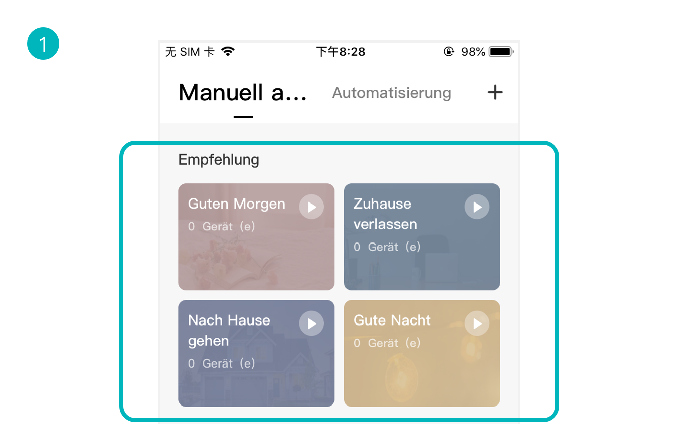 1
无 SIM 卡 下午8:28 98%
Manuell a... Automatisierung +
Empfehlung
Guten Morgen
0 Gerät (e)
Zuhause
verlassen
0 Gerät (e)
Nach Hause
gehen
0 Gerät (e)
Gute Nacht
0 Gerät (e)